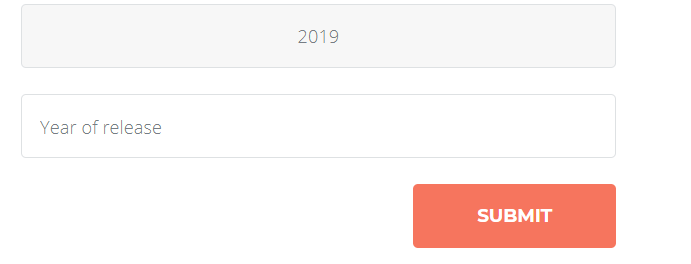 2019
Year of release
SUBMIT